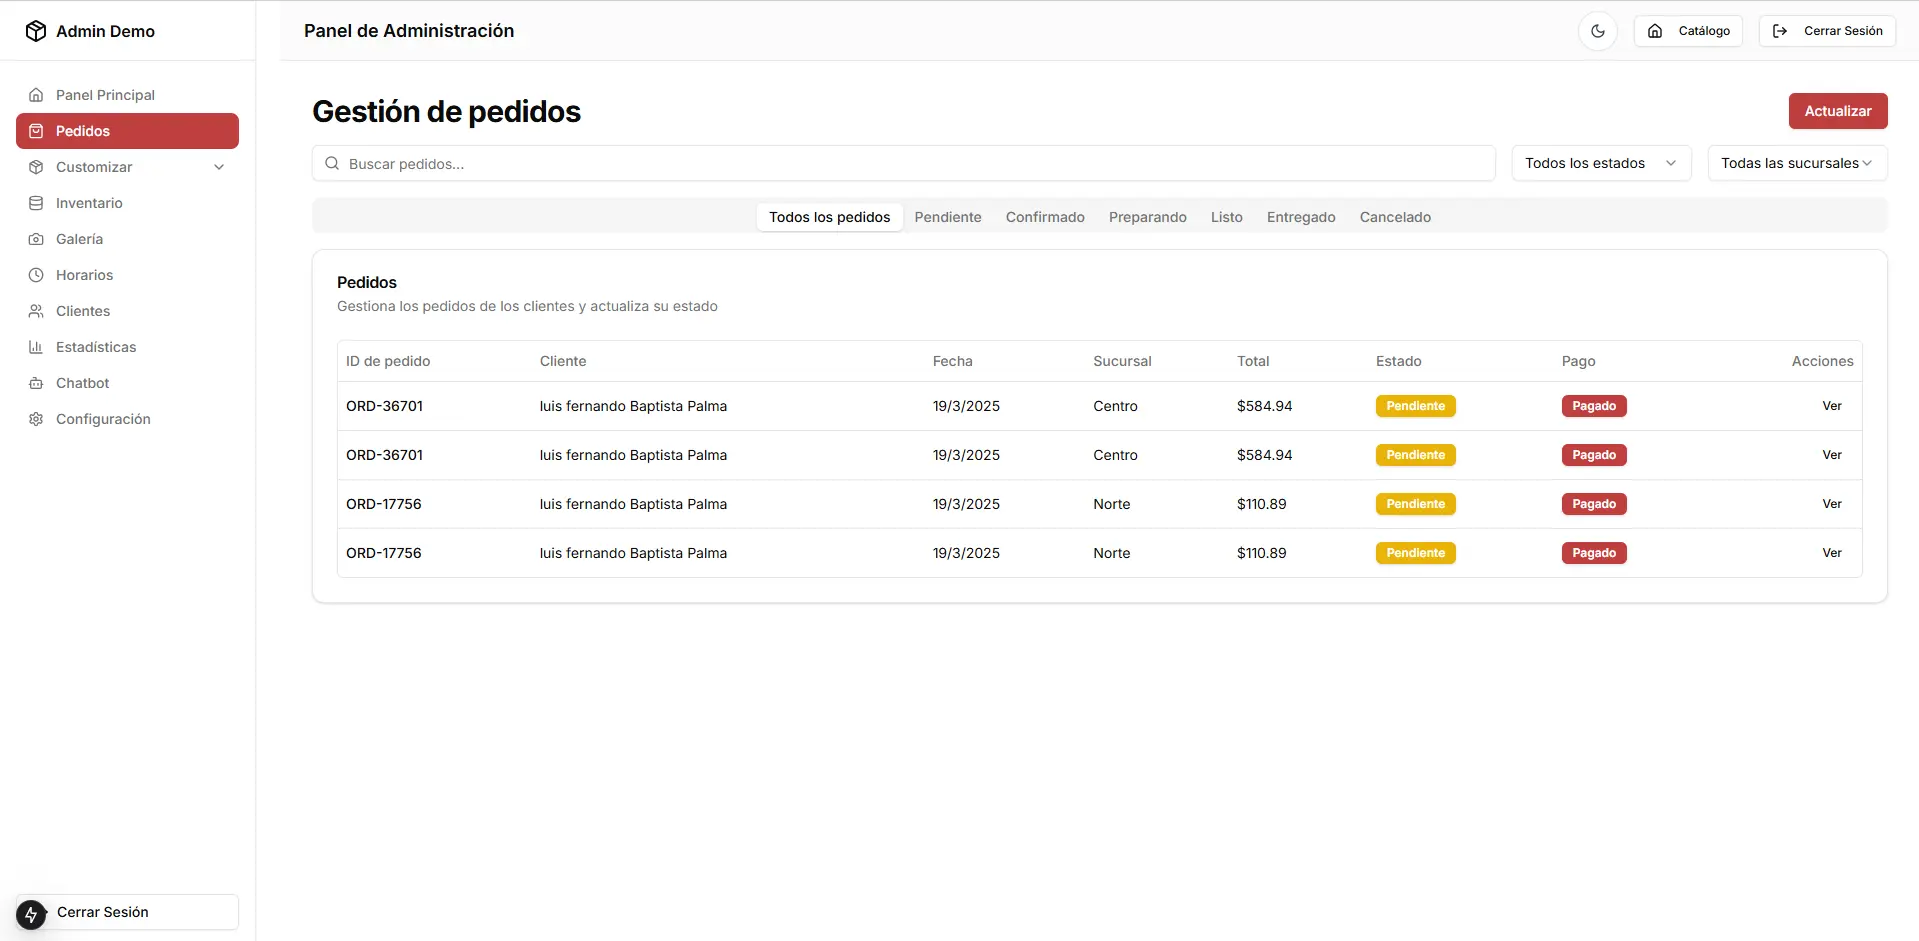 Admin Demo
Panel de Administración
Catálogo
Cerrar Sesión
Panel Principal
Pedidos
Customizar
Inventario
Galería
Horarios
Clientes
Estadísticas
Chatbot
Configuración
Cerrar Sesión
Gestión de pedidos
Actualizar
Buscar pedidos...
Todos los estados
Todas las sucursales
Todos los pedidos Pendiente Confirmado Preparando Listo Entregado Cancelado
Pedidos
Gestiona los pedidos de los clientes y actualiza su estado
ID de pedido Cliente Fecha Sucursal Total Estado Pago Acciones
ORD-36701 luis fernando Baptista Palma 19/3/2025 Centro $584.94 Pendiente Pagado Ver
ORD-36701 luis fernando Baptista Palma 19/3/2025 Centro $584.94 Pendiente Pagado Ver
ORD-17756 luis fernando Baptista Palma 19/3/2025 Norte $110.89 Pendiente Pagado Ver
ORD-17756 luis fernando Baptista Palma 19/3/2025 Norte $110.89 Pendiente Pagado Ver